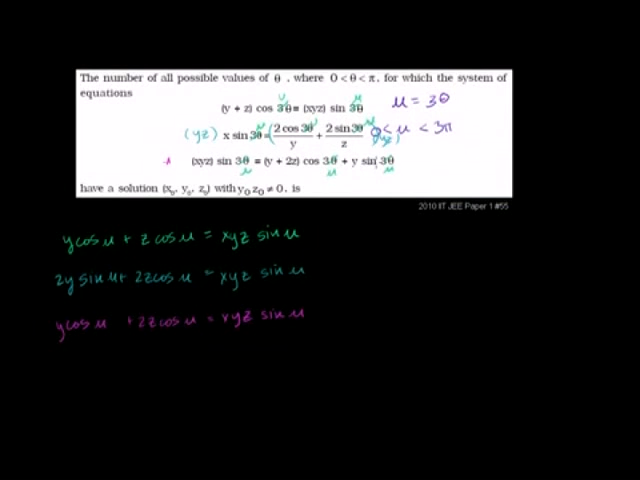 The number of all possible values of θ , where 0 < θ < π, for which the system of
equations
(y + z) cos 3θ = (xyz) sin 3θ
μ = 3θ
(yz) x sin 3θ = (2 cos 3θ / y + 2 sin 3θ / z) (yz)
0 < μ < 3π
(xyz) sin 3θ = (y + 2z) cos 3θ + y sin 3θ
μ μ μ
have a solution (x₀, y₀, z₀) with y₀ z₀ ≠ 0, is
2010 IIT JEE Paper 1 #55
y cos μ + z cos μ = xyz sin μ
2y sin μ + 2z cos μ = xyz sin μ
y cos μ + 2z cos μ = xyz sin μ